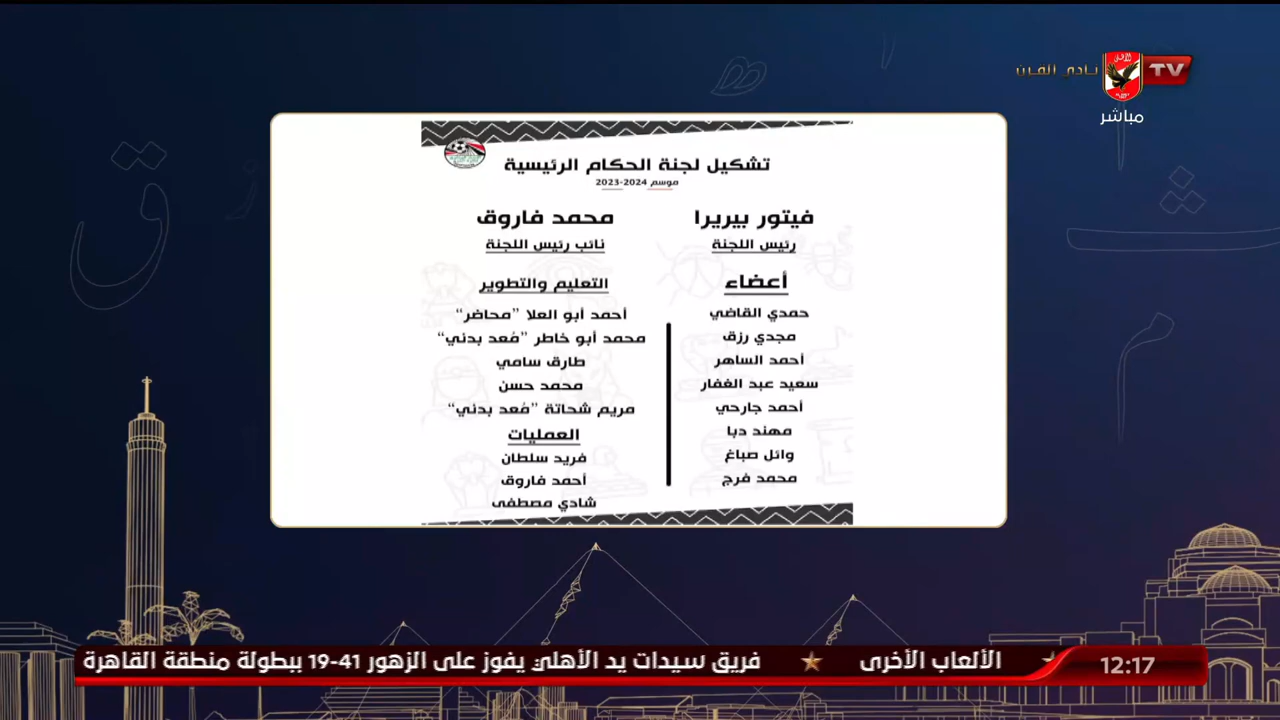 نادي القرن
TV
مباشر
تشكيل لجنة الحكام الرئيسية
موسم 2024-2023
فيتور بيريرا
رئيس اللجنة
محمد فاروق
نائب رئيس اللجنة
أعضاء
حمدي القاضي
مجدي رزق
أحمد الساهر
سعيد عبد الغفار
أحمد جارحي
مهند دبا
وائل صباغ
محمد فرج
التعليم والتطوير
أحمد أبو العلا "محاضر"
محمد أبو خاطر "مُعد بدني"
طارق سامي
محمد حسن
مريم شحاتة "مُعد بدني"
العمليات
فريد سلطان
أحمد فاروق
شادي مصطفى
12:17
الألعاب الأخرى ★ فريق سيدات يد الأهلي يفوز على الزهور 41-19 ببطولة منطقة القاهرة